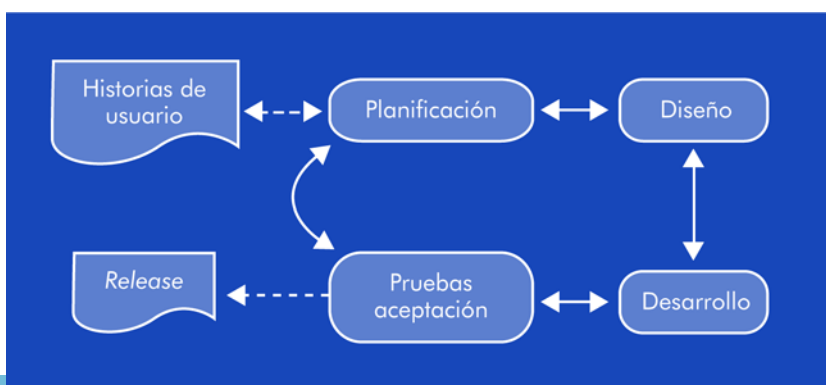 Historias de
usuario
Planificación
Diseño
Release
Pruebas
aceptación
Desarrollo